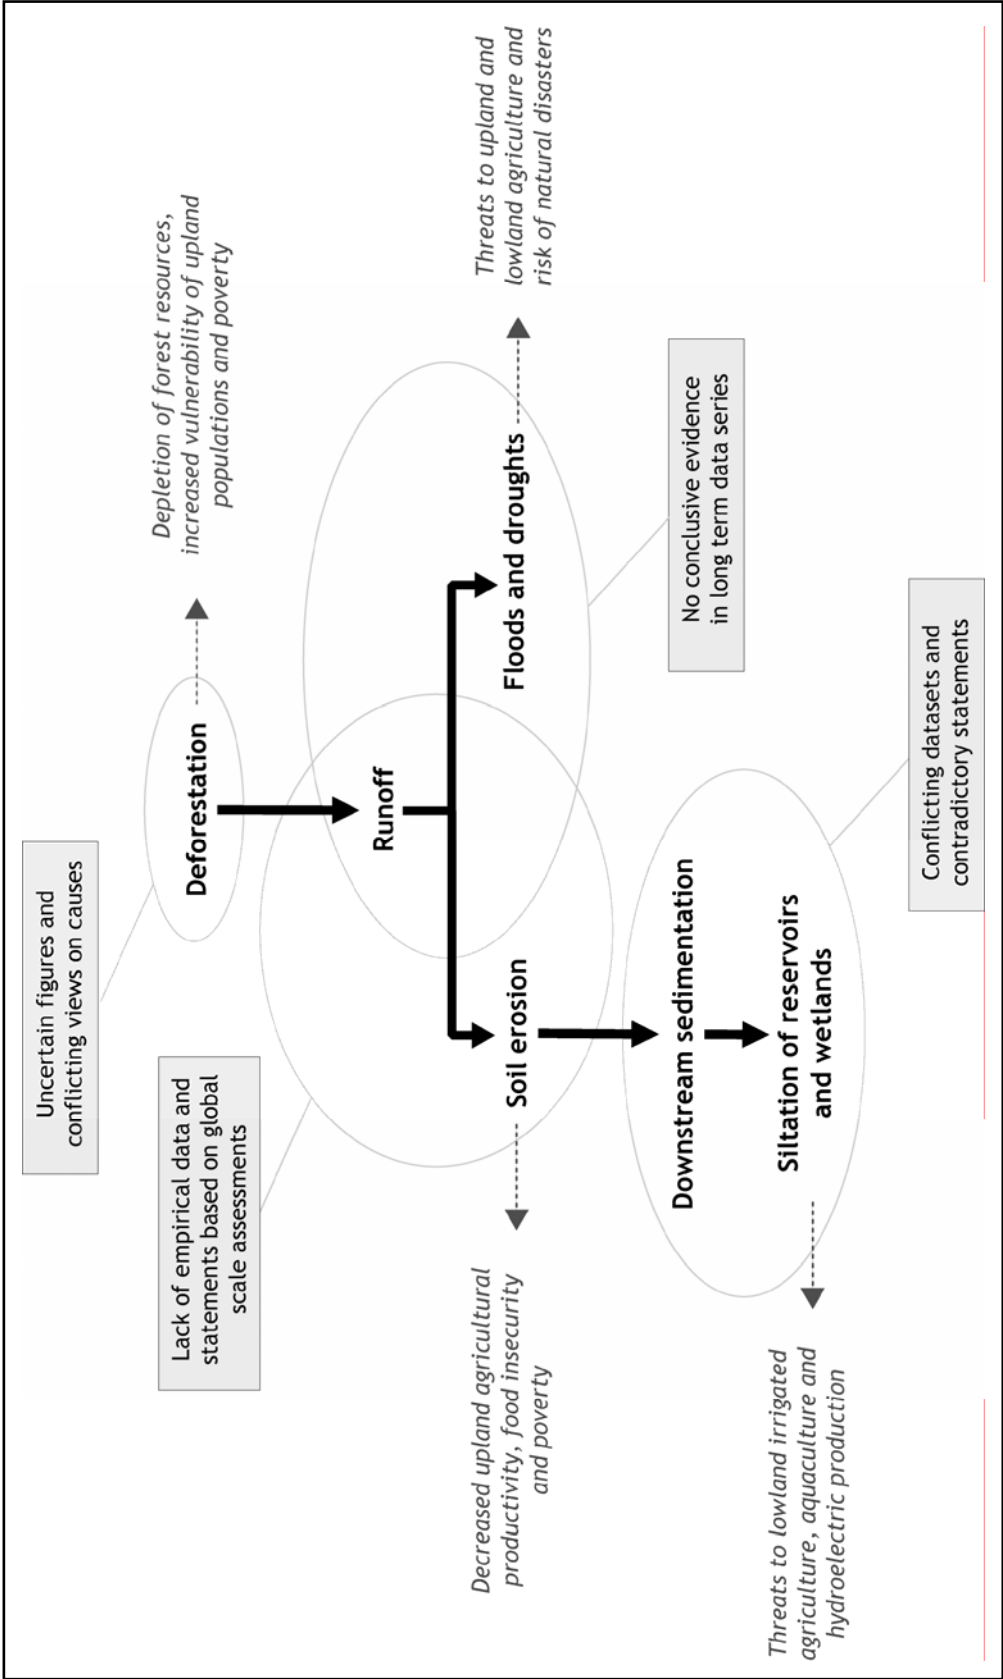 Uncertain figures and
conflicting views on causes
Deforestation
Depletion of forest resources,
increased vulnerability of upland
populations and poverty
Lack of empirical data and
statements based on global
scale assessments
Runoff
Decreased upland agricultural
productivity, food insecurity
and poverty
Soil erosion
Floods and droughts
Threats to upland and
lowland agriculture and
risk of natural disasters
Downstream sedimentation
No conclusive evidence
in long term data series
Threats to lowland irrigated
agriculture, aquaculture and
hydroelectric production
Siltation of reservoirs
and wetlands
Conflicting datasets and
contradictory statements